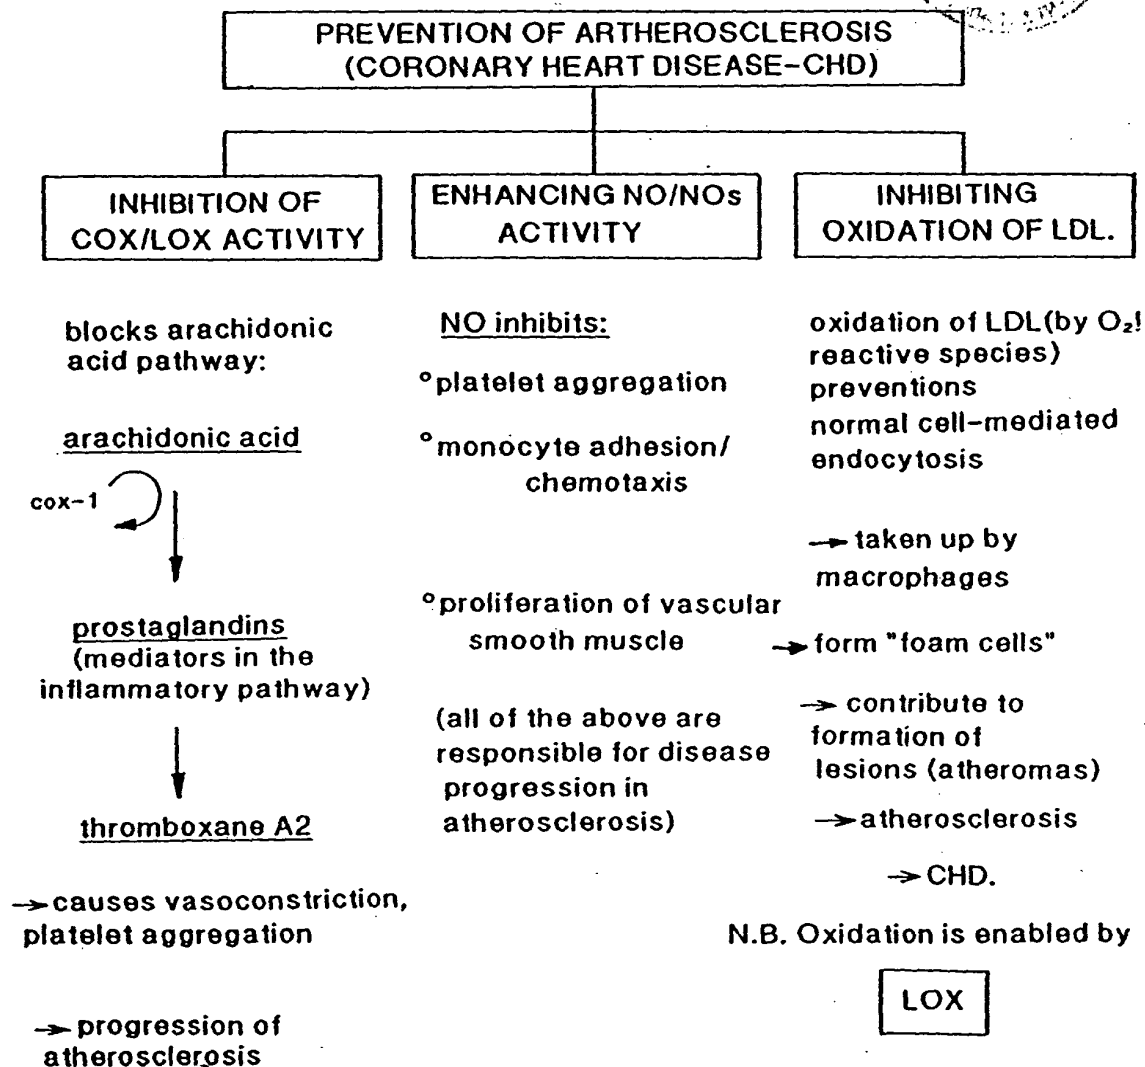 PREVENTION OF ARTHEROSCLEROSIS
(CORONARY HEART DISEASE-CHD)
INHIBITION OF
COX/LOX ACTIVITY
blocks arachidonic
acid pathway:
arachidonic acid
cox-1
prostaglandins
(mediators in the
inflammatory pathway)
thromboxane A2
→ causes vasoconstriction,
platelet aggregation
→ progression of
atherosclerosis
ENHANCING NO/NOs
ACTIVITY
NO inhibits:
°platelet aggregation
°monocyte adhesion/
chemotaxis
°proliferation of vascular
smooth muscle
(all of the above are
responsible for disease
progression in
atherosclerosis)
INHIBITING
OXIDATION OF LDL.
oxidation of LDL(by O₂!
reactive species)
preventions
normal cell-mediated
endocytosis
→ taken up by
macrophages
→ form "foam cells"
→ contribute to
formation of
lesions (atheromas)
→ atherosclerosis
→ CHD.
N.B. Oxidation is enabled by
LOX